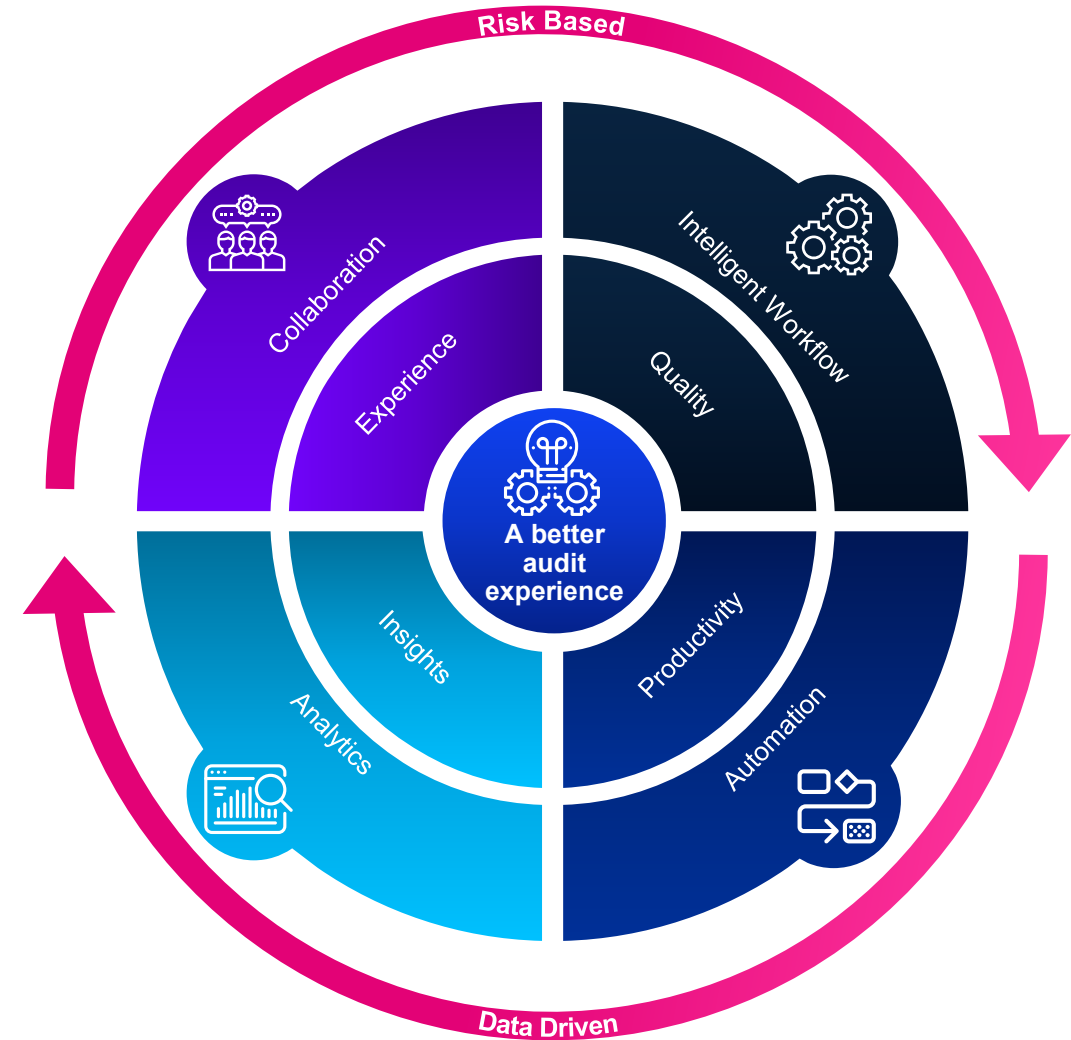 Risk Based
Collaboration
Intelligent Workflow
Experience
Quality
A better
audit
experience
Insights
Productivity
Analytics
Automation
Data Driven